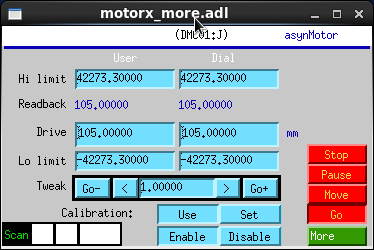 motorx_more.adl
(DMC01:J) asynMotor
User Dial
Hi limit 42273.30000 42273.30000
Readback 105.00000 105.00000
Drive 105.00000 105.00000 mm
Lo limit -42273.30000 -42273.30000
Stop
Tweak Go- < 1.00000 > Go+
Pause
Move
Calibration: Use Set Go
Scan Enable Disable More